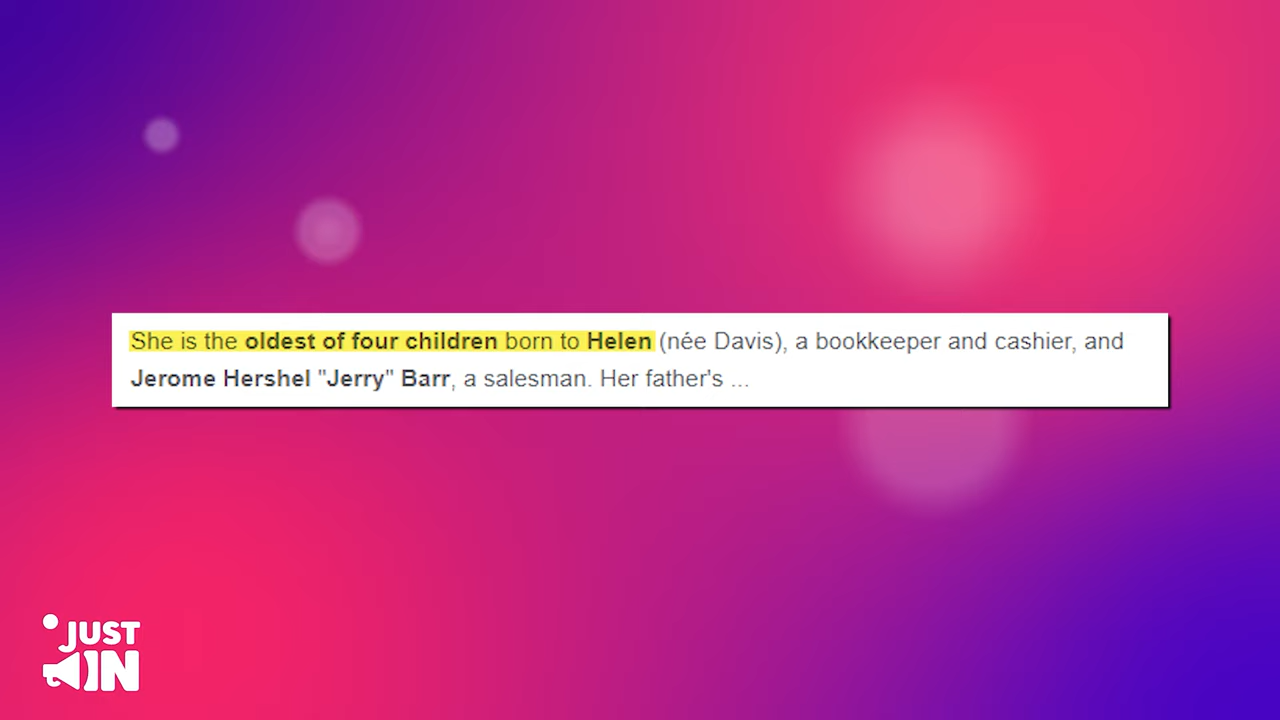 She is the oldest of four children born to Helen (née Davis), a bookkeeper and cashier, and
Jerome Hershel "Jerry" Barr, a salesman. Her father's ...
JUST
IN